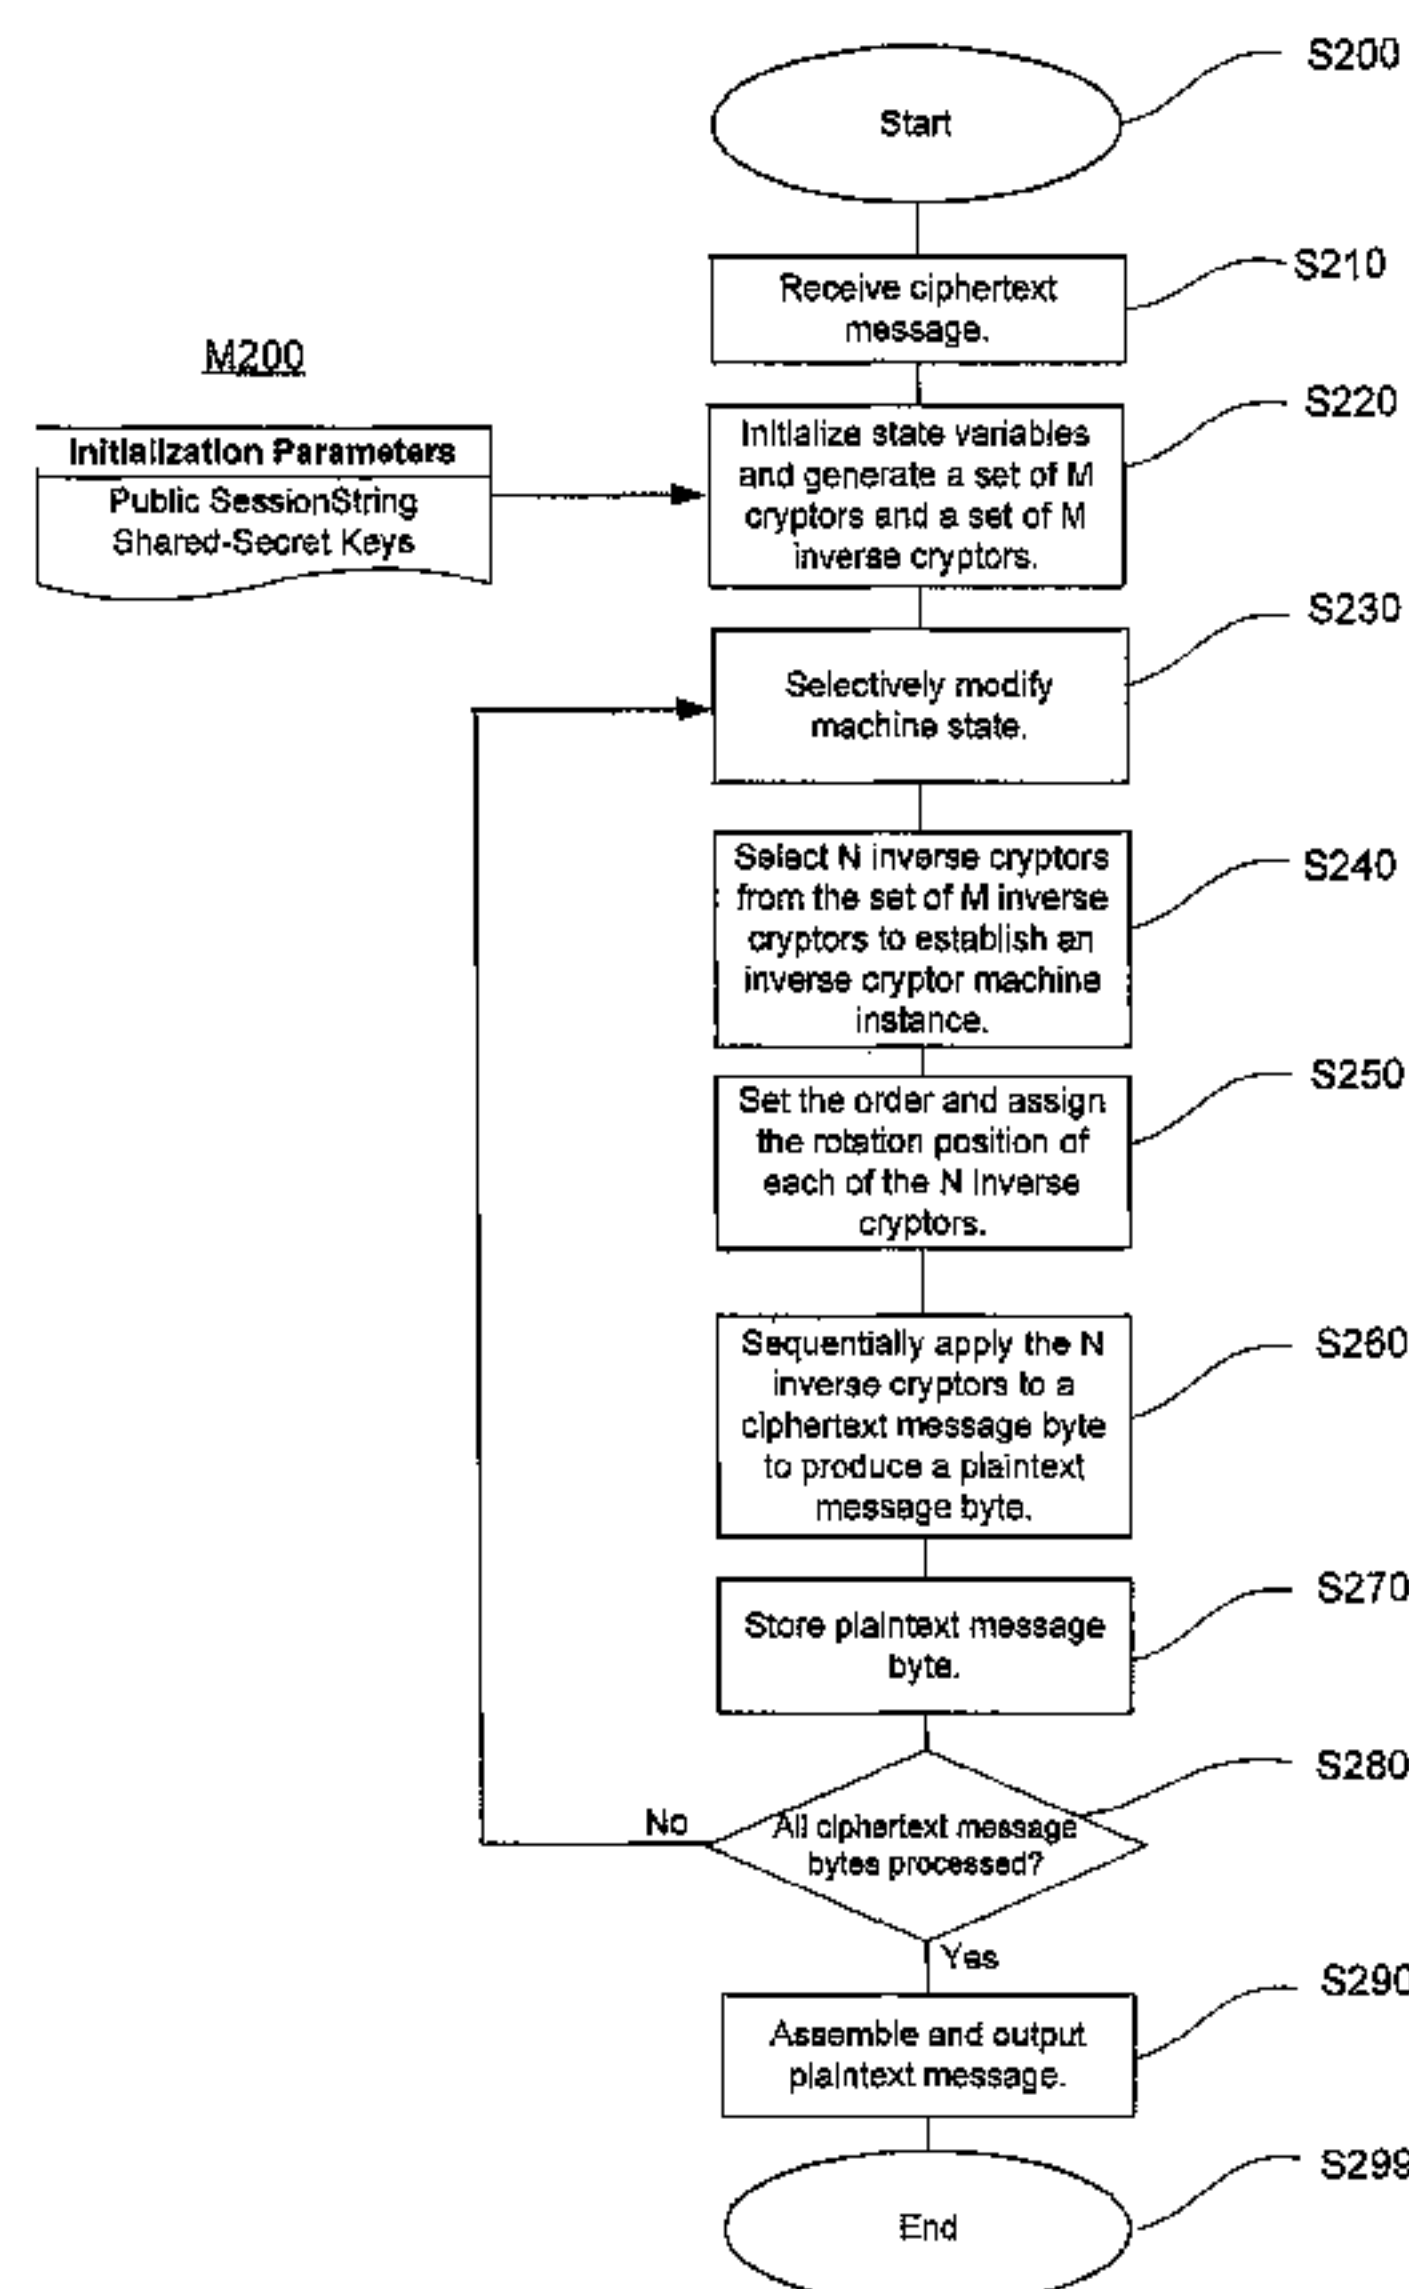 Start
S200
Receive ciphertext
message.
S210
M200
Initialization Parameters
Public SessionString
Shared-Secret Keys
Initialize state variables
and generate a set of M
cryptors and a set of M
inverse cryptors.
S220
Selectively modify
machine state.
S230
Select N inverse cryptors
from the set of M inverse
cryptors to establish an
inverse cryptor machine
instance.
S240
Set the order and assign
the rotation position of
each of the N inverse
cryptors.
S250
Sequentially apply the N
inverse cryptors to a
ciphertext message byte
to produce a plaintext
message byte.
S260
Store plaintext message
byte.
S270
All ciphertext message
bytes processed?
S280
No
Yes
Assemble and output
plaintext message.
S290
End
S299